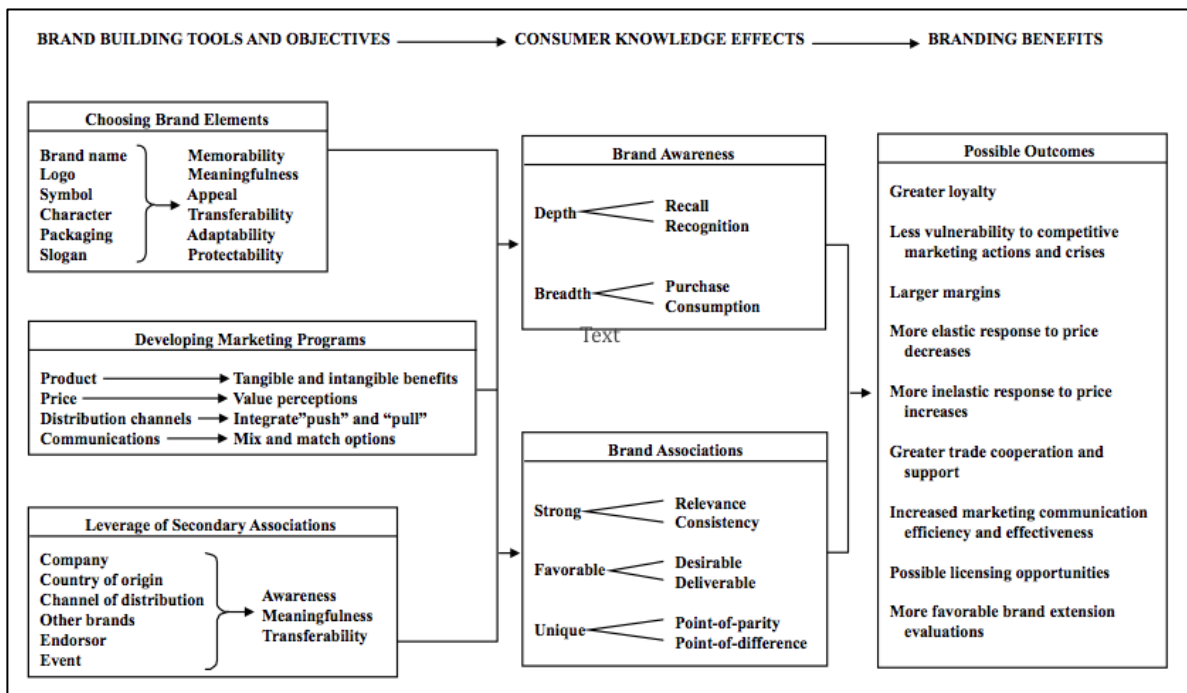 BRAND BUILDING TOOLS AND OBJECTIVES
CONSUMER KNOWLEDGE EFFECTS
BRANDING BENEFITS
Choosing Brand Elements
Brand name
Logo
Symbol
Character
Packaging
Slogan
Memorability
Meaningfulness
Appeal
Transferability
Adaptability
Protectability
Developing Marketing Programs
Product
Tangible and intangible benefits
Price
Value perceptions
Distribution channels
Integrate”push” and “pull”
Communications
Mix and match options
Leverage of Secondary Associations
Company
Country of origin
Channel of distribution
Other brands
Endorsor
Event
Awareness
Meaningfulness
Transferability
Brand Awareness
Depth
Recall
Recognition
Breadth
Purchase
Consumption
Text
Brand Associations
Strong
Relevance
Consistency
Favorable
Desirable
Deliverable
Unique
Point-of-parity
Point-of-difference
Possible Outcomes
Greater loyalty
Less vulnerability to competitive
marketing actions and crises
Larger margins
More elastic response to price
decreases
More inelastic response to price
increases
Greater trade cooperation and
support
Increased marketing communication
efficiency and effectiveness
Possible licensing opportunities
More favorable brand extension
evaluations